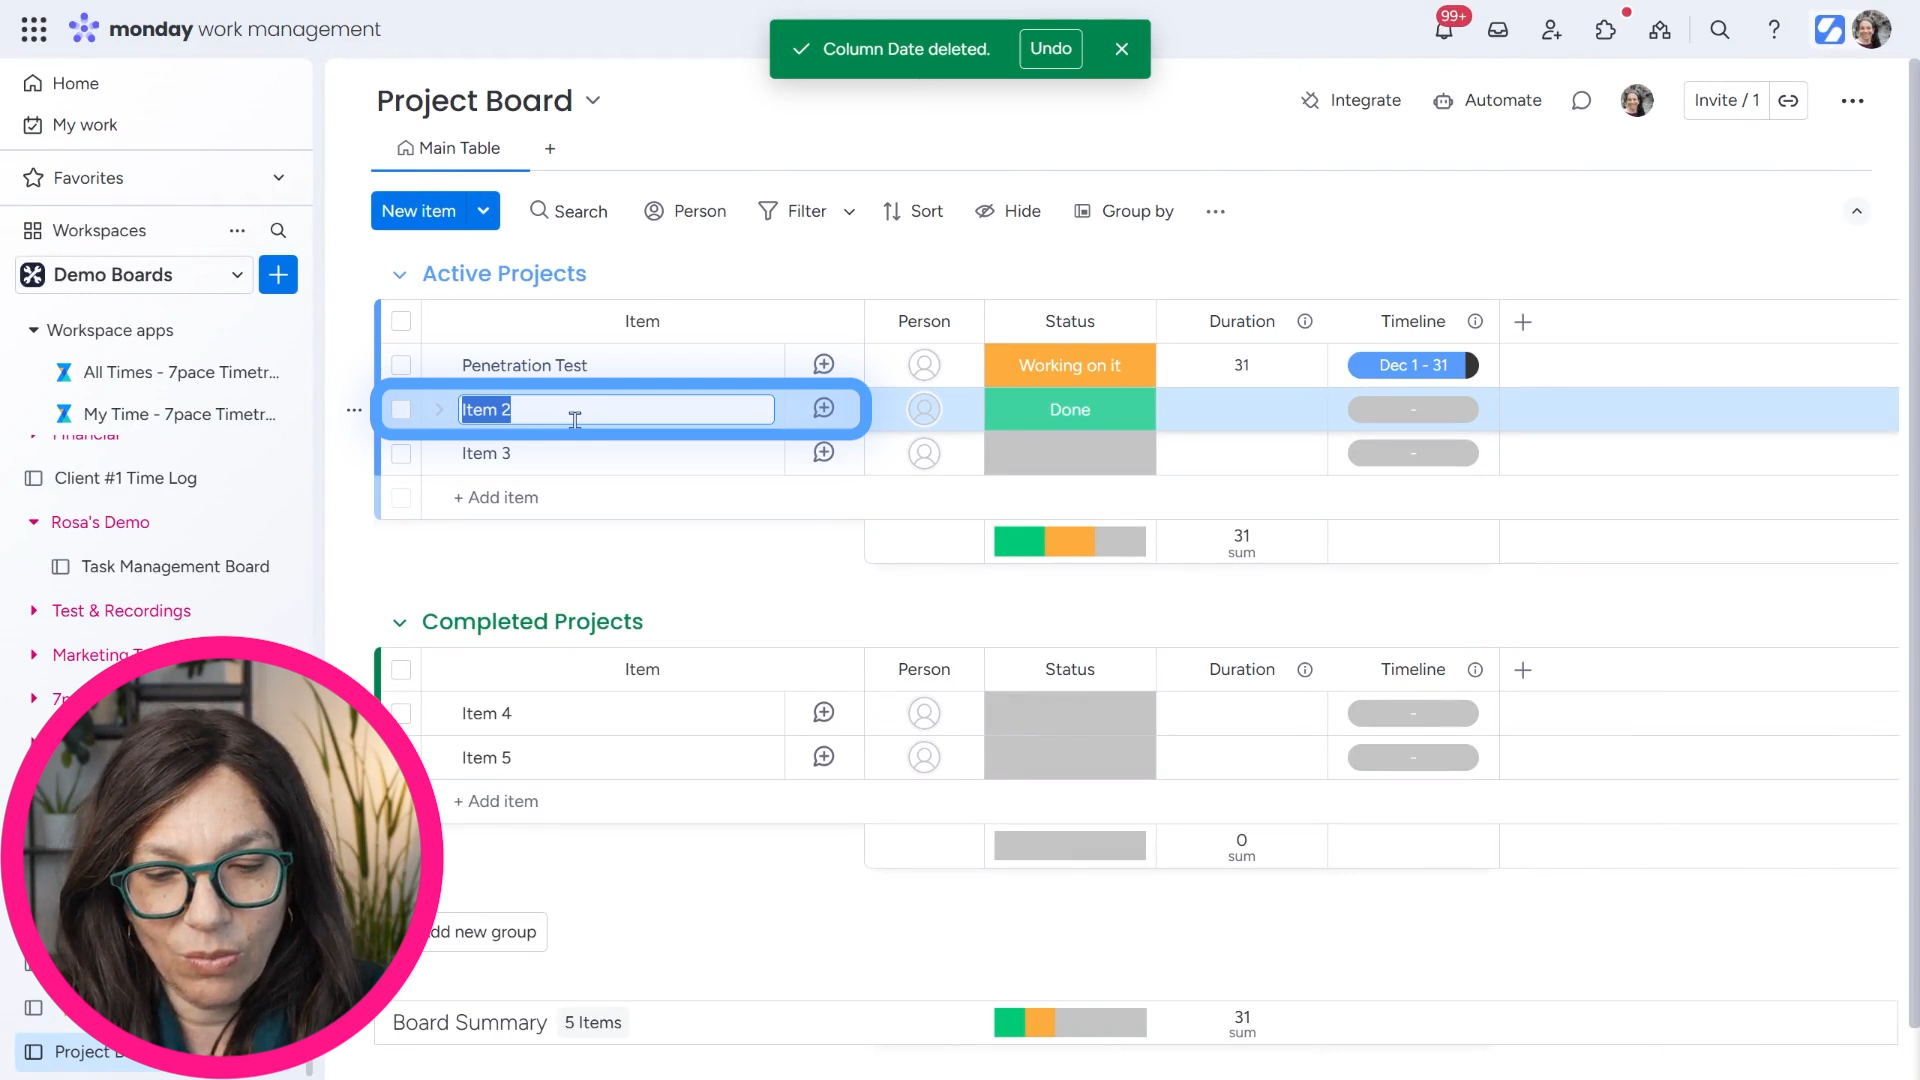 monday work management
Column Date deleted.
Undo
99+
Home
My work
Favorites
Workspaces
Demo Boards
Workspace apps
All Times - 7pace Timetr...
My Time - 7pace Timetr...
Financial
Client #1 Time Log
Rosa's Demo
Task Management Board
Test & Recordings
Marketing
Project
Project Board
Integrate
Automate
Invite / 1
Main Table
New item
Search
Person
Filter
Sort
Hide
Group by
Active Projects
Item Person Status Duration Timeline
Penetration Test Working on it 31 Dec 1 - 31
Item 2 Done -
Item 3 -
+ Add item
31
sum
Completed Projects
Item Person Status Duration Timeline
Item 4 -
Item 5 -
+ Add item
0
sum
new group
Board Summary 5 Items
31
sum